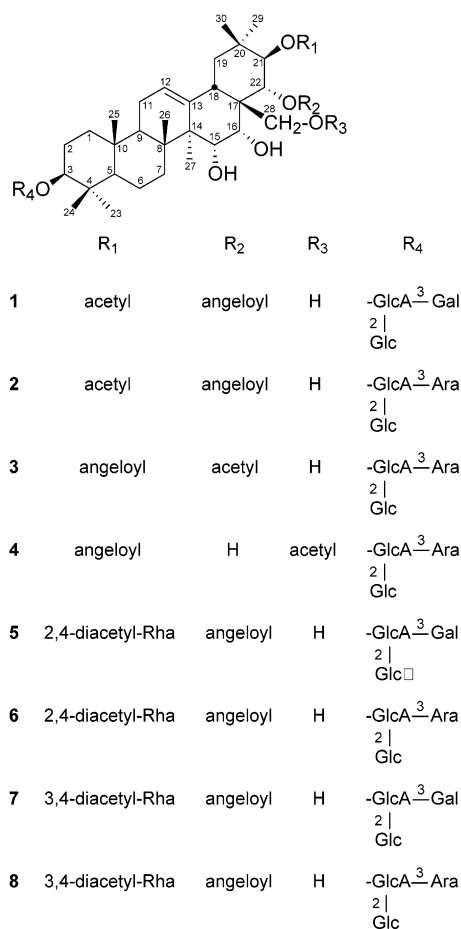 30 29
OR₁
20
19 21
12 22
18 OR₂
11 13 17 28
25 26 CH₂-OR₃
1 9 14 16
2 10 8 15 OH
27 OH
R₄O 3 4 5 6 7
24 23
R₁ R₂ R₃ R₄
1 acetyl angeloyl H -GlcA 3 Gal
2
Glc
2 acetyl angeloyl H -GlcA 3 Ara
2
Glc
3 angeloyl acetyl H -GlcA 3 Ara
2
Glc
4 angeloyl H acetyl -GlcA 3 Ara
2
Glc
5 2,4-diacetyl-Rha angeloyl H -GlcA 3 Gal
2
Glc□
6 2,4-diacetyl-Rha angeloyl H -GlcA 3 Ara
2
Glc
7 3,4-diacetyl-Rha angeloyl H -GlcA 3 Gal
2
Glc
8 3,4-diacetyl-Rha angeloyl H -GlcA 3 Ara
2
Glc